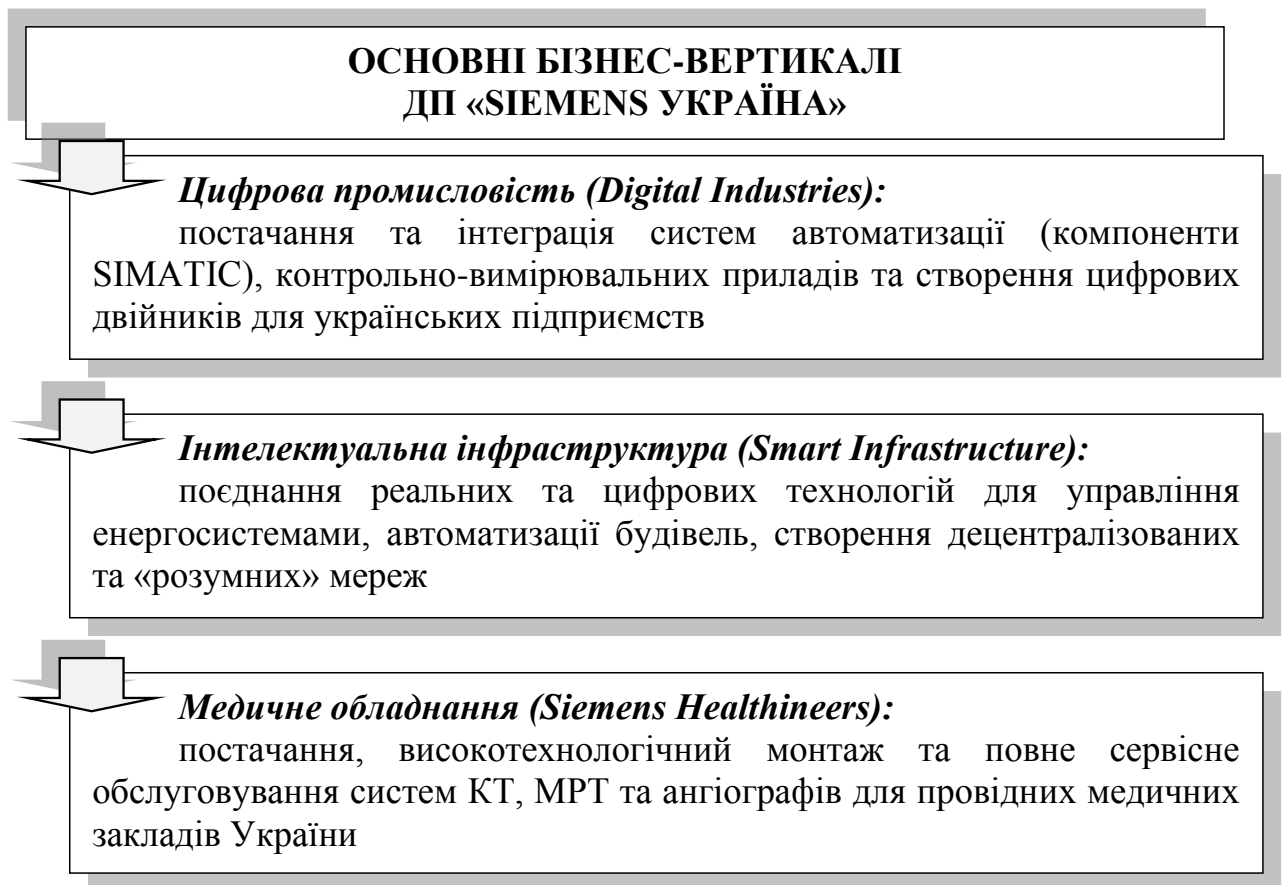 ОСНОВНІ БІЗНЕС-ВЕРТИКАЛІ
ДП «SIEMENS УКРАЇНА»
Цифрова промисловість (Digital Industries):
постачання та інтеграція систем автоматизації (компоненти
SIMATIC), контрольно-вимірювальних приладів та створення цифрових
двійників для українських підприємств
Інтелектуальна інфраструктура (Smart Infrastructure):
поєднання реальних та цифрових технологій для управління
енергосистемами, автоматизації будівель, створення децентралізованих
та «розумних» мереж
Медичне обладнання (Siemens Healthineers):
постачання, високотехнологічний монтаж та повне сервісне
обслуговування систем КТ, МРТ та ангіографів для провідних медичних
закладів України